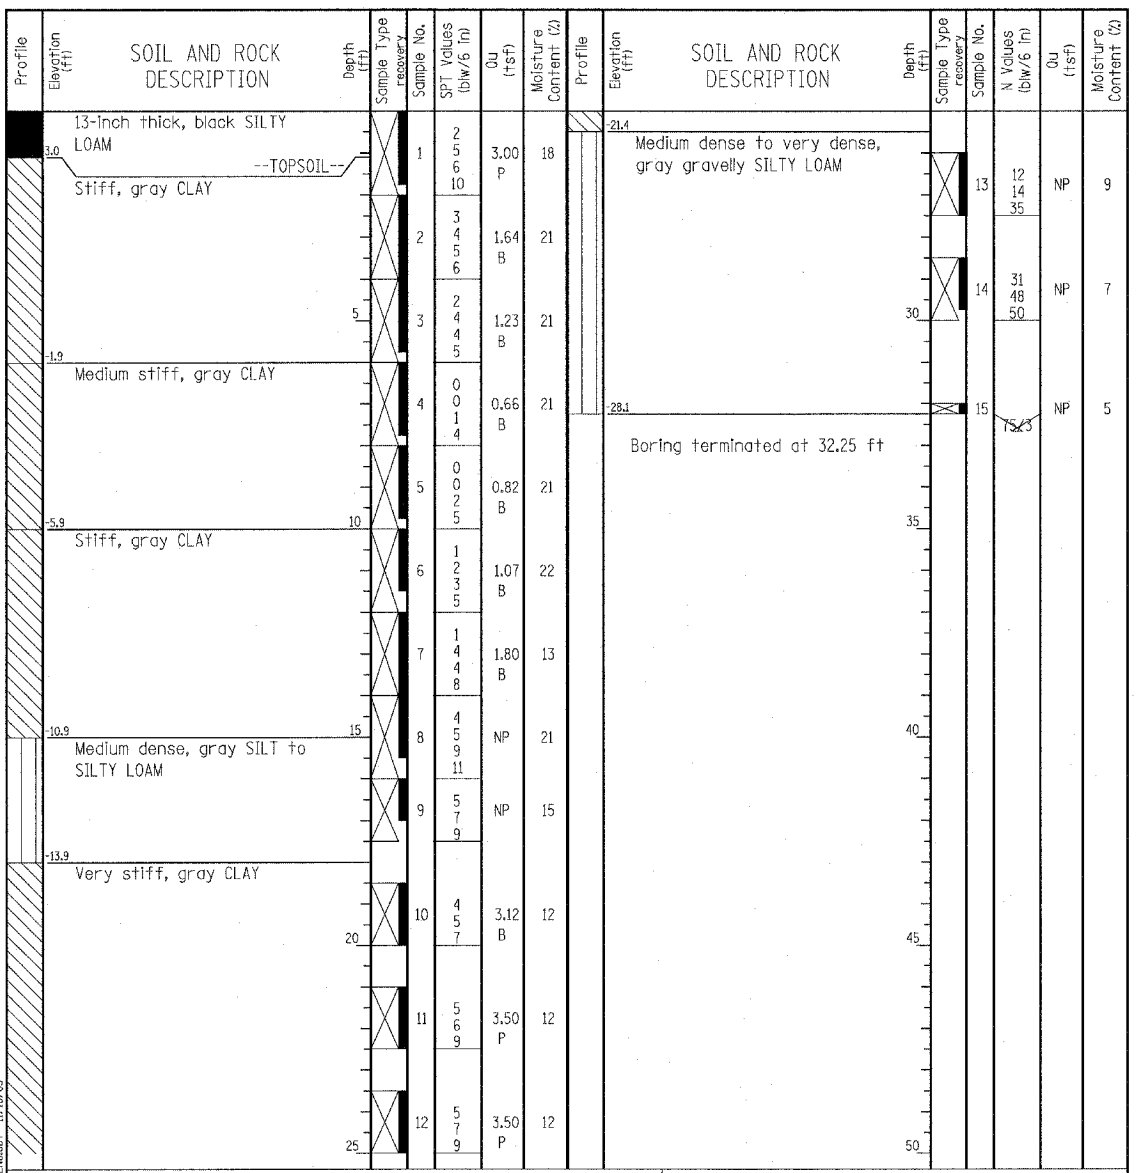 Profile
Elevation
(ft)
SOIL AND ROCK
DESCRIPTION
Depth
(ft)
Sample Type
recovery
Sample No.
SPT Values
(blw/6 in)
Qu
(tsf)
Moisture
Content (%)
13-inch thick, black SILTY
LOAM
3.0
--TOPSOIL--
Stiff, gray CLAY
1
2
5
6
10
3.00
P
18
2
3
4
5
6
1.64
B
21
5
3
2
4
4
5
1.23
B
21
-1.9
Medium stiff, gray CLAY
4
0
0
1
4
0.66
B
21
5
0
0
2
5
0.82
B
21
-5.9
10
Stiff, gray CLAY
6
1
2
3
5
1.07
B
22
7
1
4
4
8
1.80
B
13
-10.9
15
8
4
5
9
11
NP
21
Medium dense, gray SILT to
SILTY LOAM
9
5
7
9
NP
15
-13.9
Very stiff, gray CLAY
10
4
5
7
3.12
B
12
20
11
5
6
9
3.50
P
12
12
5
7
9
3.50
P
12
25
Profile
Elevation
(ft)
SOIL AND ROCK
DESCRIPTION
Depth
(ft)
Sample Type
recovery
Sample No.
N Values
(blw/6 in)
Qu
(tsf)
Moisture
Content (%)
-21.4
Medium dense to very dense,
gray gravelly SILTY LOAM
13
12
14
35
NP
9
14
31
48
50
NP
7
30
-28.1
15
75/3
NP
5
Boring terminated at 32.25 ft
35
40
45
50